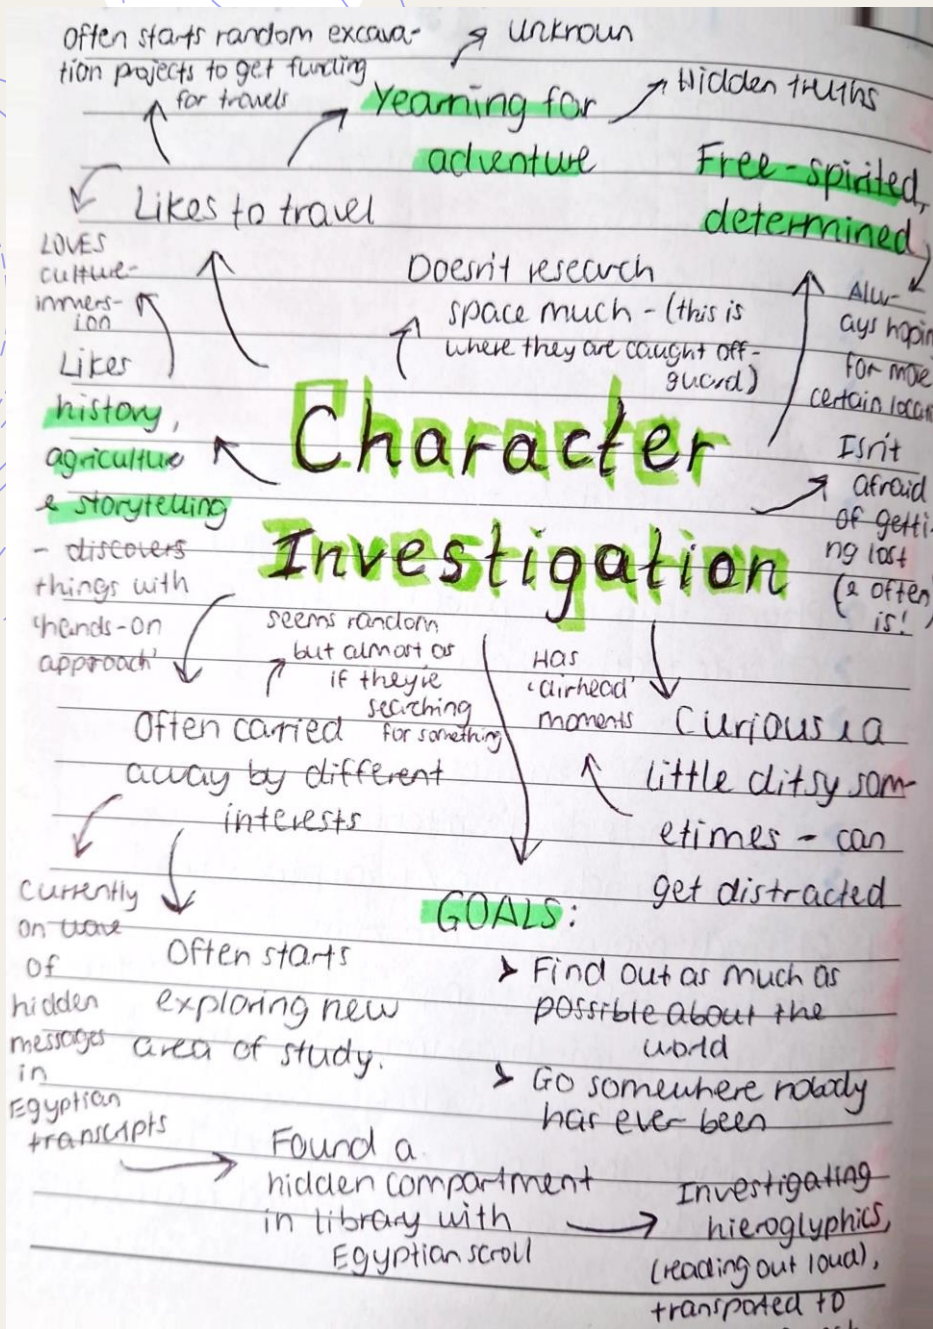 Often starts random excava-
tion projects to get funding
for travels
unknown
Yearning for
adventure
Hidden truths
Free-spirited,
determined
Likes to travel
LOVES
culture-
immers-
ion
Doesn't research
space much - (this is
where they are caught off-
guard)
Alw-
ays
for more
certain
Likes
history,
agriculture
& storytelling
- discovers
things with
'hands-on
approach'
Character
Investigation
Isn't
afraid
of getti-
ng lost
(& often
is!
seems random
but almost as
if they're
searching
for something
Often carried
away by different
interests
Has
'airhead'
moments
Curious & a
little ditsy som-
etimes - can
get distracted
Currently
on wave
of
hidden
messages
in
Egyptian
transcripts
Often starts
exploring new
area of study.
GOALS:
➤ Find out as much as
possible about the
world
➤ Go somewhere nobody
has ever been
Found a
hidden compartment
in library with
Egyptian scroll
Investigating
hieroglyphics,
(reading out loud),
transported to